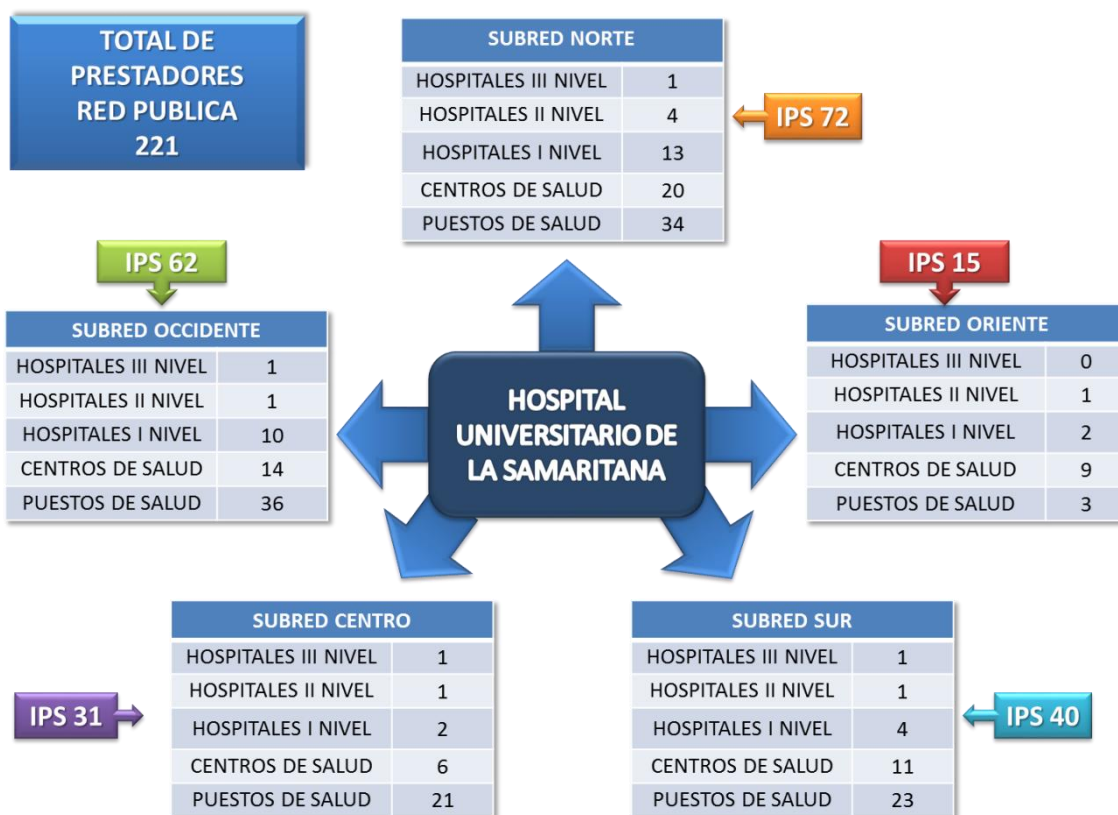 TOTAL DE
PRESTADORES
RED PUBLICA
221
SUBRED NORTE
HOSPITALES III NIVEL 1
HOSPITALES II NIVEL 4
HOSPITALES I NIVEL 13
CENTROS DE SALUD 20
PUESTOS DE SALUD 34
IPS 72
IPS 62
SUBRED OCCIDENTE
HOSPITALES III NIVEL 1
HOSPITALES II NIVEL 1
HOSPITALES I NIVEL 10
CENTROS DE SALUD 14
PUESTOS DE SALUD 36
HOSPITAL
UNIVERSITARIO DE
LA SAMARITANA
IPS 15
SUBRED ORIENTE
HOSPITALES III NIVEL 0
HOSPITALES II NIVEL 1
HOSPITALES I NIVEL 2
CENTROS DE SALUD 9
PUESTOS DE SALUD 3
IPS 31
SUBRED CENTRO
HOSPITALES III NIVEL 1
HOSPITALES II NIVEL 1
HOSPITALES I NIVEL 2
CENTROS DE SALUD 6
PUESTOS DE SALUD 21
SUBRED SUR
HOSPITALES III NIVEL 1
HOSPITALES II NIVEL 1
HOSPITALES I NIVEL 4
CENTROS DE SALUD 11
PUESTOS DE SALUD 23
IPS 40